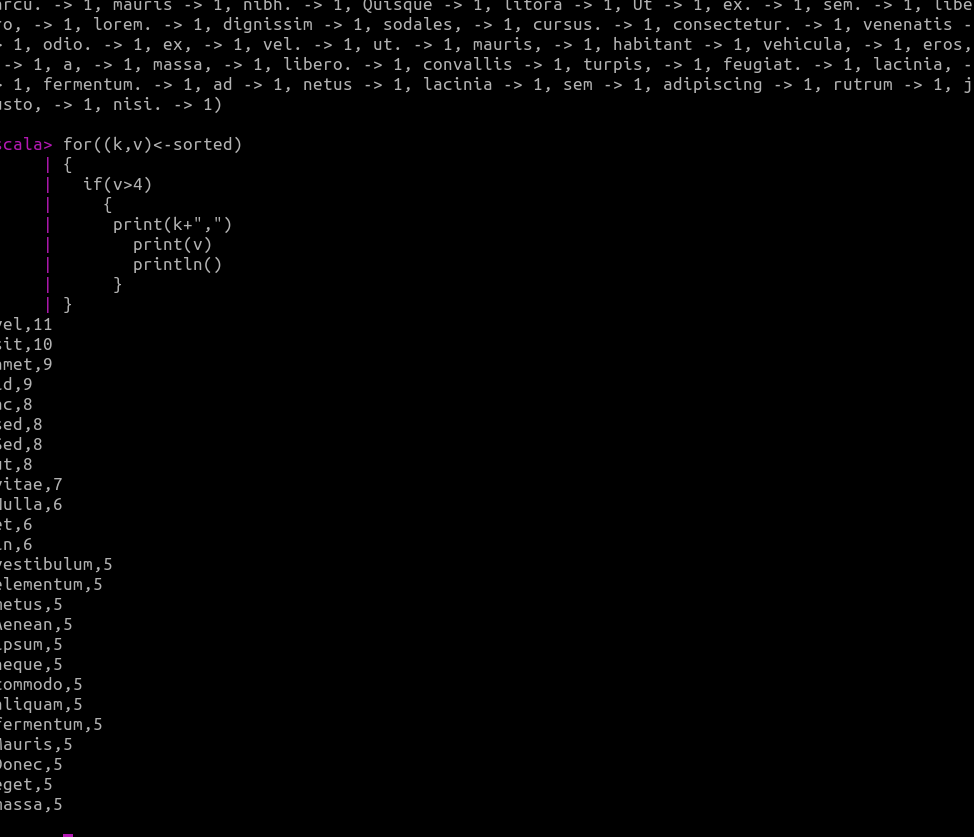 arcu. -> 1, mauris -> 1, nibh. -> 1, Quisque -> 1, litora -> 1, Ut -> 1, ex. -> 1, sem. -> 1, libe
ro, -> 1, lorem. -> 1, dignissim -> 1, sodales, -> 1, cursus. -> 1, consectetur. -> 1, venenatis -
> 1, odio. -> 1, ex, -> 1, vel. -> 1, ut. -> 1, mauris, -> 1, habitant -> 1, vehicula, -> 1, eros,
-> 1, a, -> 1, massa, -> 1, libero. -> 1, convallis -> 1, turpis, -> 1, feugiat. -> 1, lacinia, -
> 1, fermentum. -> 1, ad -> 1, netus -> 1, lacinia -> 1, sem -> 1, adipiscing -> 1, rutrum -> 1, j
usto, -> 1, nisi. -> 1)
scala> for((k,v)<-sorted)
| {
| if(v>4)
| {
| print(k+",")
| print(v)
| println()
| }
| }
vel,11
sit,10
amet,9
id,9
ac,8
sed,8
Sed,8
ut,8
vitae,7
Nulla,6
et,6
in,6
vestibulum,5
elementum,5
metus,5
Aenean,5
ipsum,5
neque,5
commodo,5
aliquam,5
fermentum,5
Mauris,5
Donec,5
eget,5
massa,5